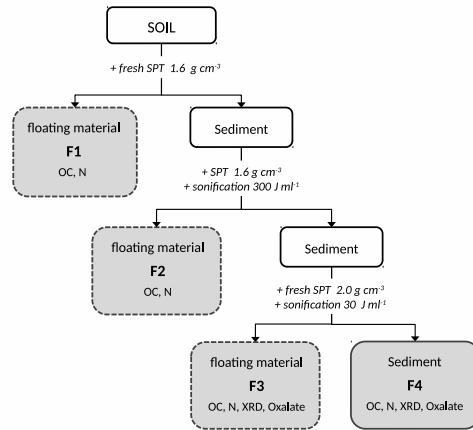 SOIL
+ fresh SPT 1.6 g cm⁻³
floating material
F1
OC, N
Sediment
+ SPT 1.6 g cm⁻³
+ sonification 300 J ml⁻¹
floating material
F2
OC, N
Sediment
+ fresh SPT 2.0 g cm⁻³
+ sonification 30 J ml⁻¹
floating material
F3
OC, N, XRD, Oxalate
Sediment
F4
OC, N, XRD, Oxalate